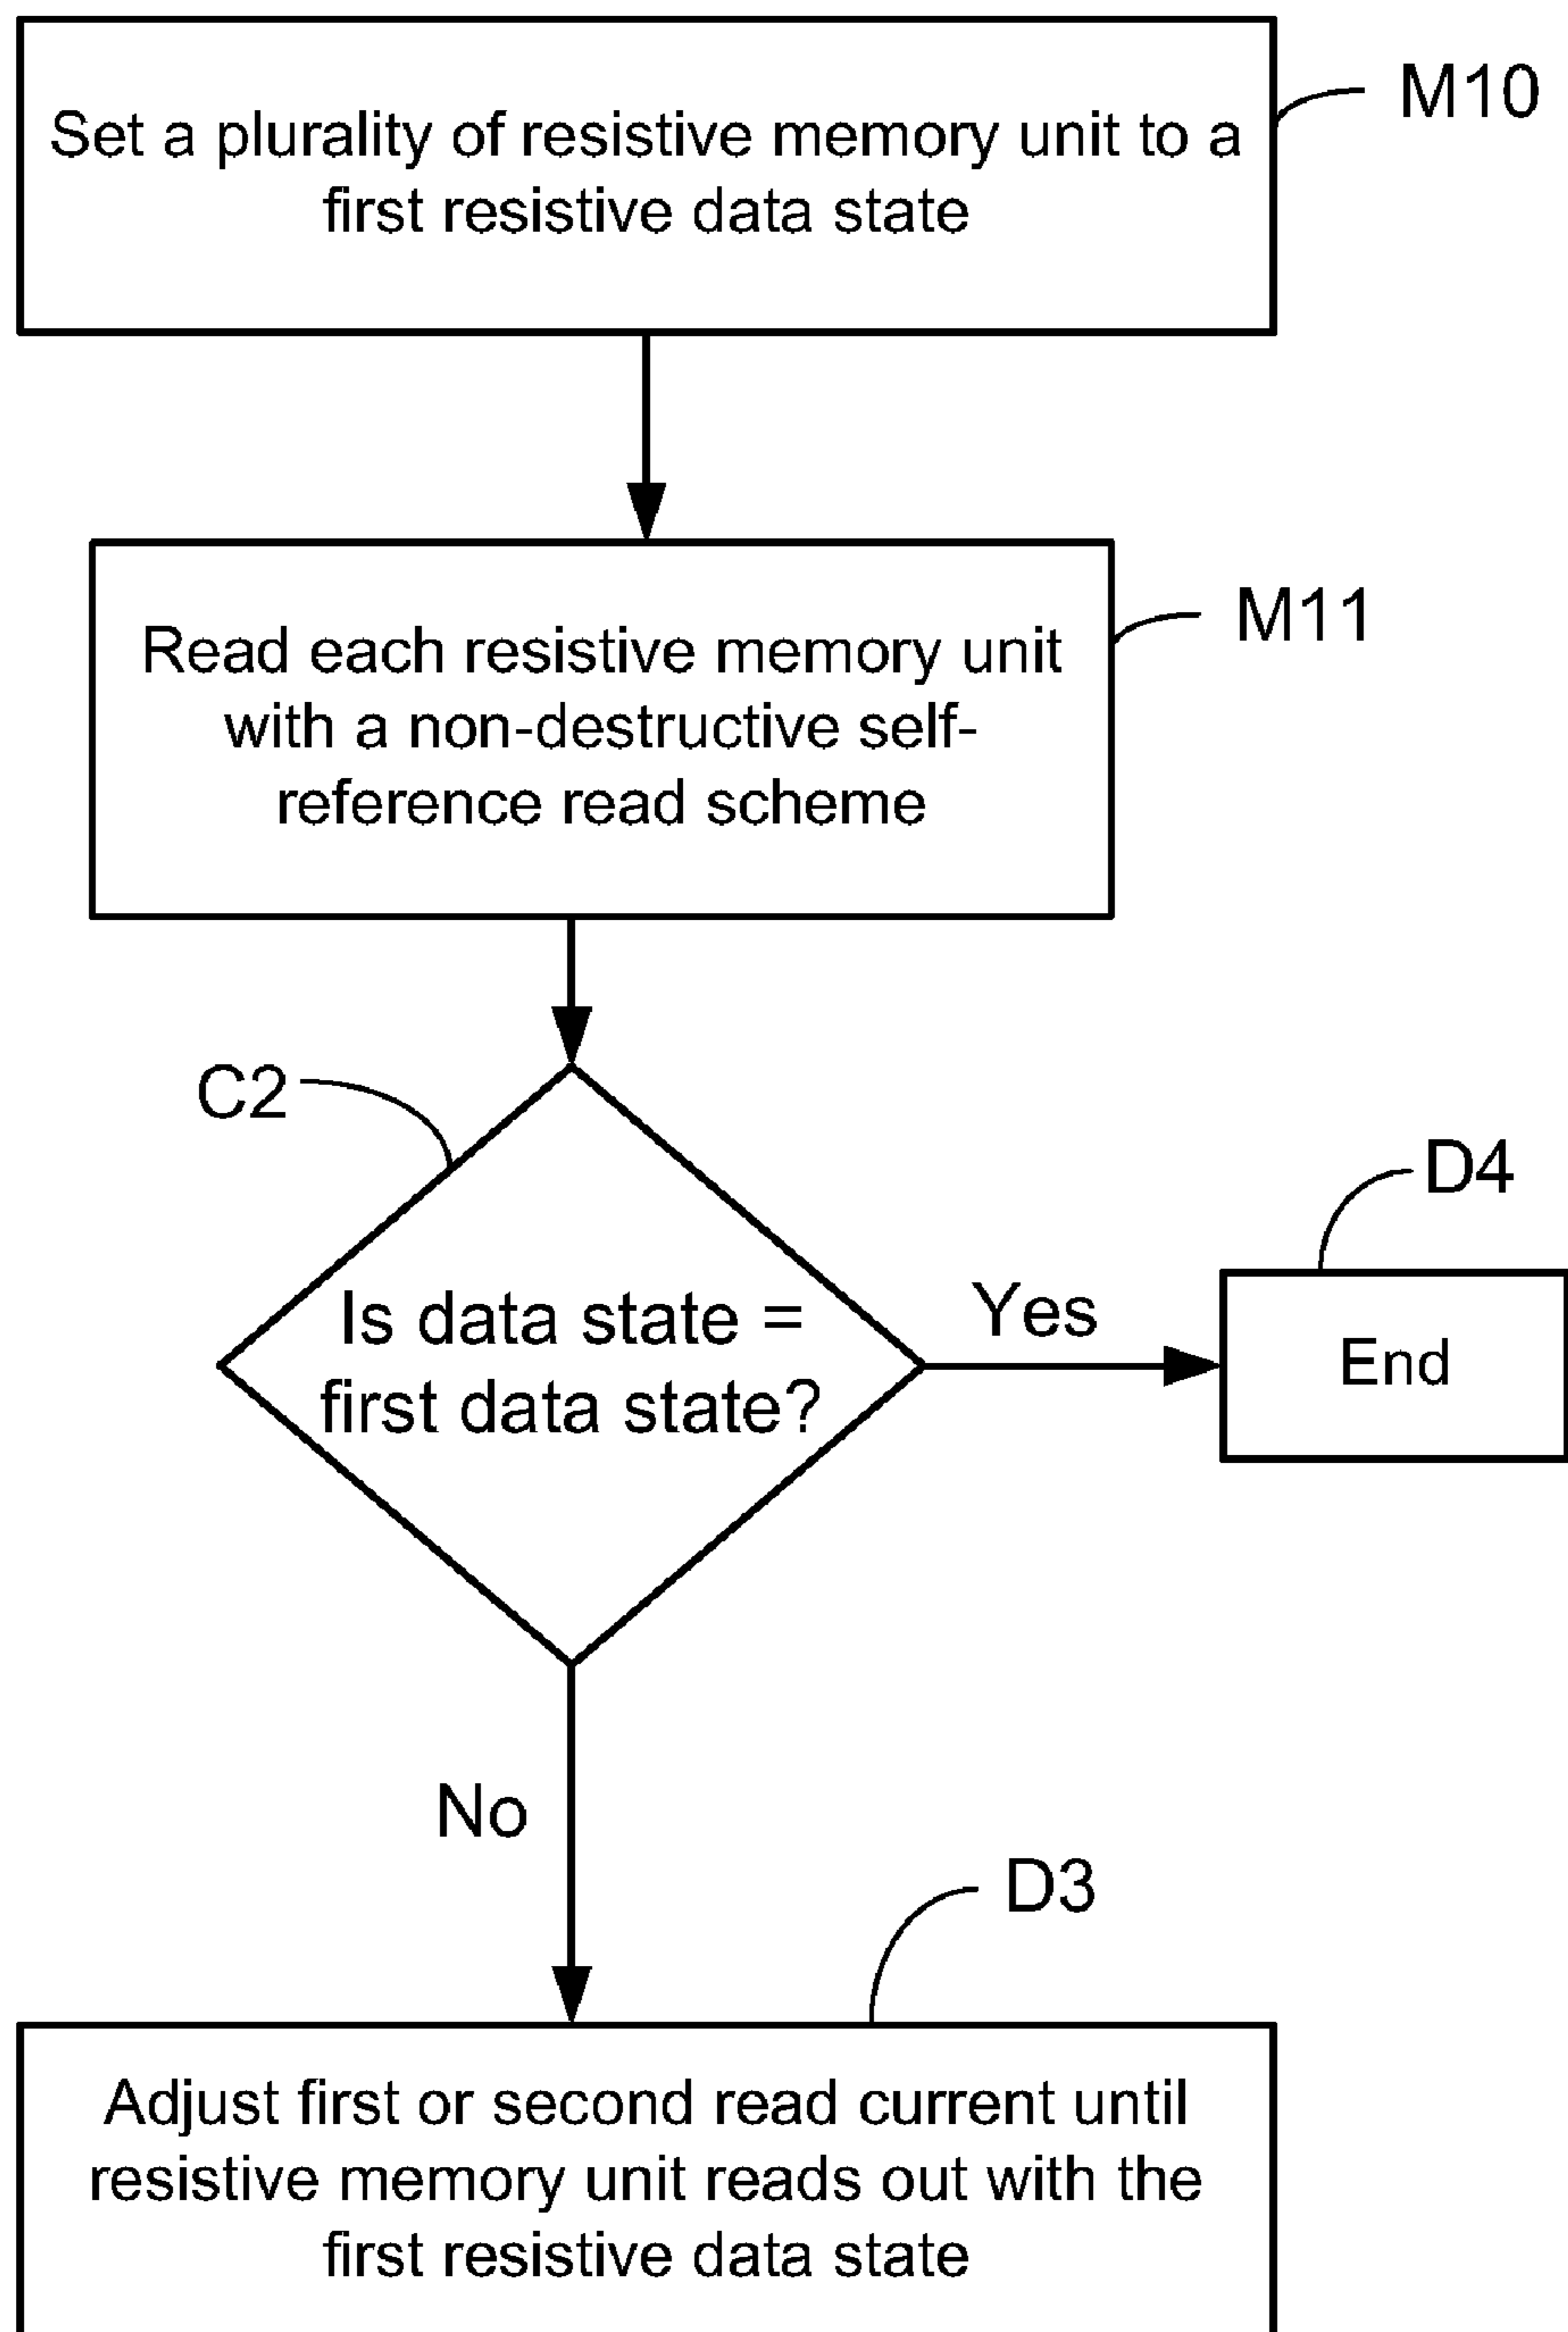 M10
Set a plurality of resistive memory unit to a
first resistive data state
M11
Read each resistive memory unit
with a non-destructive self-
reference read scheme
C2
D4
Is data state =
first data state?
Yes
End
No
D3
Adjust first or second read current until
resistive memory unit reads out with the
first resistive data state